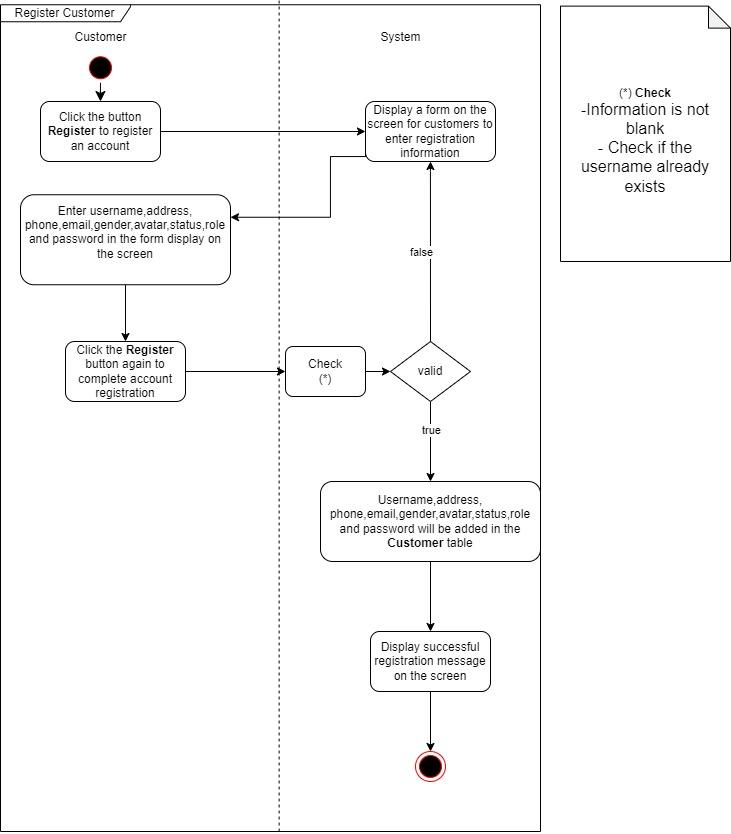 Register Customer
Customer
System
Click the button
Register to register
an account
Display a form on the
screen for customers to
enter registration
information
Enter username,address,
phone,email,gender,avatar,status,role
and password in the form display on
the screen
false
Click the Register
button again to
complete account
registration
Check
(*)
valid
true
Username,address,
phone,email,gender,avatar,status,role
and password will be added in the
Customer table
Display successful
registration message
on the screen
(*) Check
-Information is not
blank
- Check if the
username already
exists